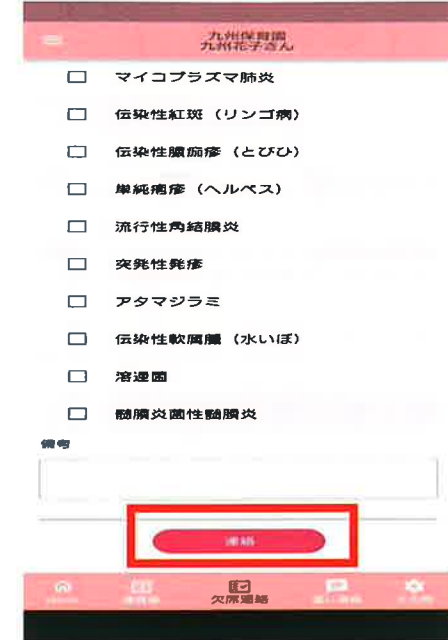 九州保育園
九州花子さん
マイコプラズマ肺炎
伝染性紅斑（リンゴ病）
伝染性膿痂疹（とびひ）
単純疱疹（ヘルペス）
流行性角結膜炎
突発性発疹
アタマジラミ
伝染性軟属腫（水いぼ）
溶連菌
髄膜炎菌性髄膜炎
備考
連絡
欠席連絡